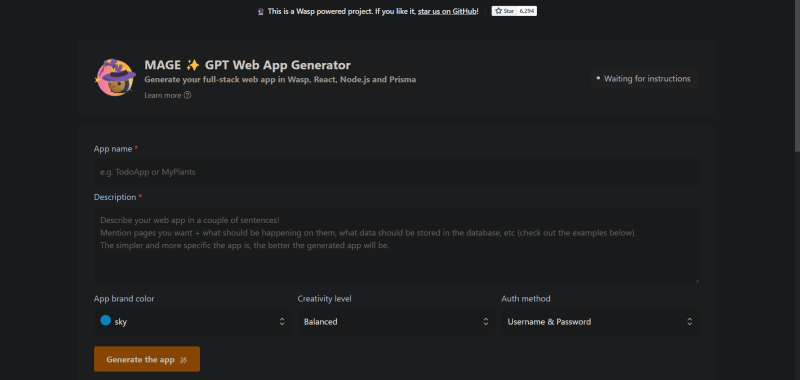 This is a Wasp powered project. If you like it, star us on GitHub! Star 6,294
MAGE ✨ GPT Web App Generator
Generate your full-stack web app in Wasp, React, Node.js and Prisma
Learn more
Waiting for instructions
App name *
e.g. TodoApp or MyPlants
Description *
Describe your web app in a couple of sentences!
Mention pages you want + what should be happening on them, what data should be stored in the database, etc (check out the examples below).
The simpler and more specific the app is, the better the generated app will be.
App brand color Creativity level Auth method
sky Balanced Username & Password
Generate the app